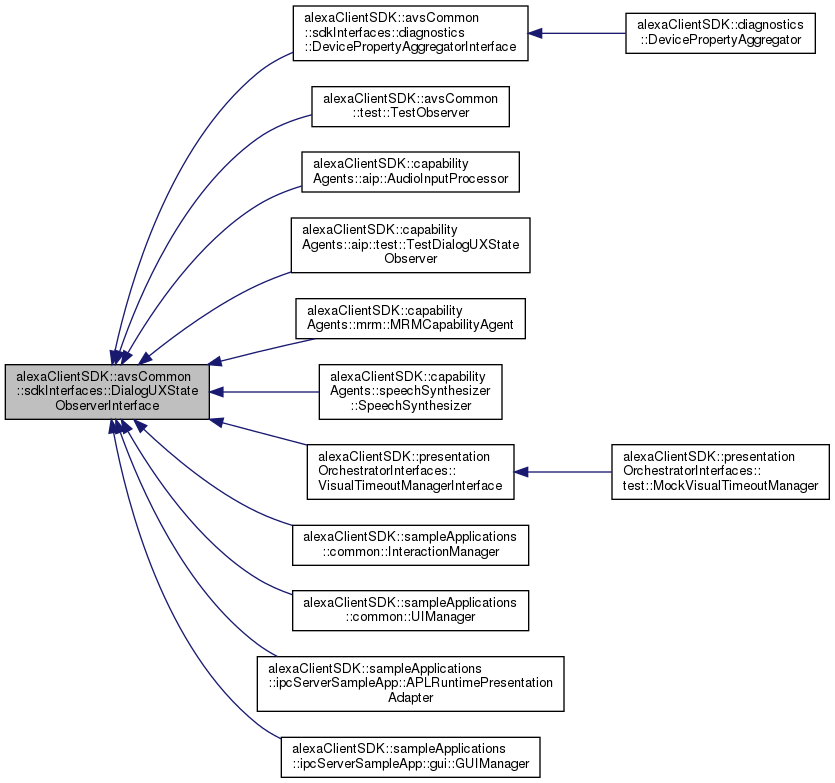 alexaClientSDK::avsCommon
::sdkInterfaces::diagnostics
::DevicePropertyAggregatorInterface
alexaClientSDK::diagnostics
::DevicePropertyAggregator
alexaClientSDK::avsCommon
::test::TestObserver
alexaClientSDK::capability
Agents::aip::AudioInputProcessor
alexaClientSDK::capability
Agents::aip::test::TestDialogUXState
Observer
alexaClientSDK::capability
Agents::mrm::MRMCapabilityAgent
alexaClientSDK::avsCommon
::sdkInterfaces::DialogUXState
ObserverInterface
alexaClientSDK::capability
Agents::speechSynthesizer
::SpeechSynthesizer
alexaClientSDK::presentation
OrchestratorInterfaces::
VisualTimeoutManagerInterface
alexaClientSDK::presentation
OrchestratorInterfaces::
test::MockVisualTimeoutManager
alexaClientSDK::sampleApplications
::common::InteractionManager
alexaClientSDK::sampleApplications
::common::UIManager
alexaClientSDK::sampleApplications
::ipcServerSampleApp::APLRuntimePresentation
Adapter
alexaClientSDK::sampleApplications
::ipcServerSampleApp::gui::GUIManager